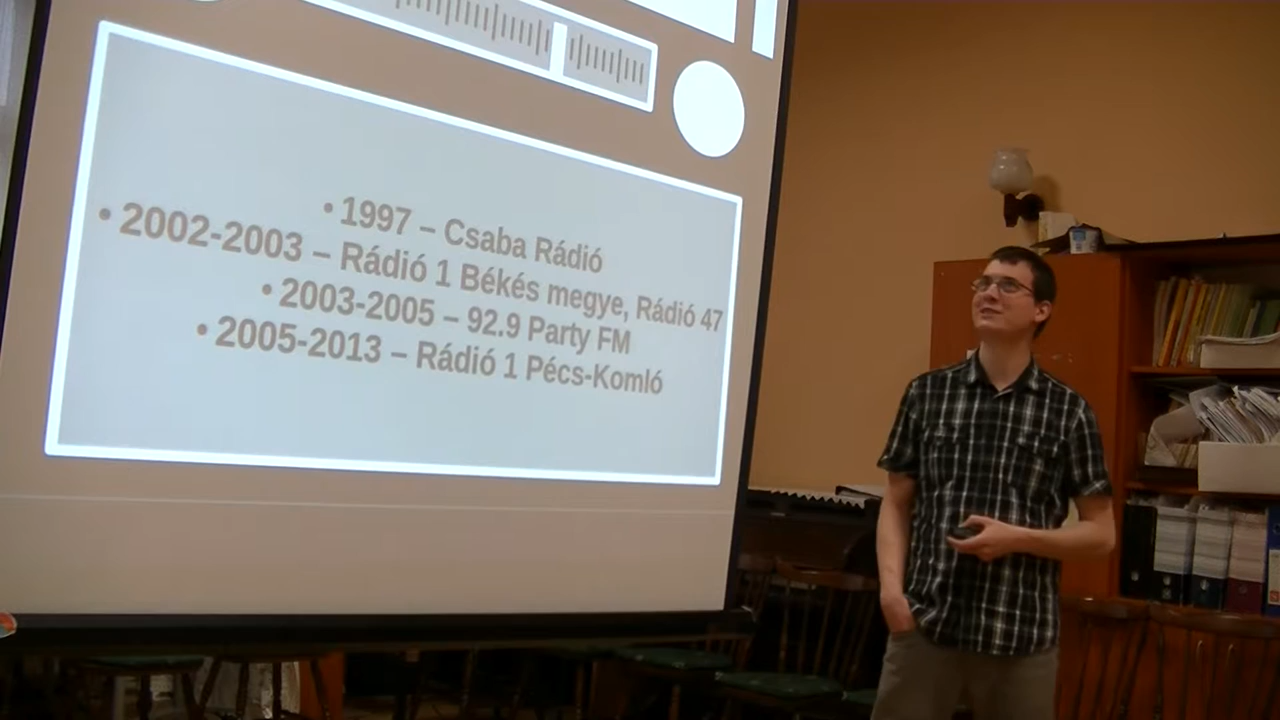 • 1997 – Csaba Rádió
• 2002-2003 – Rádió 1 Békés megye, Rádió 47
• 2003-2005 – 92.9 Party FM
• 2005-2013 – Rádió 1 Pécs-Komló